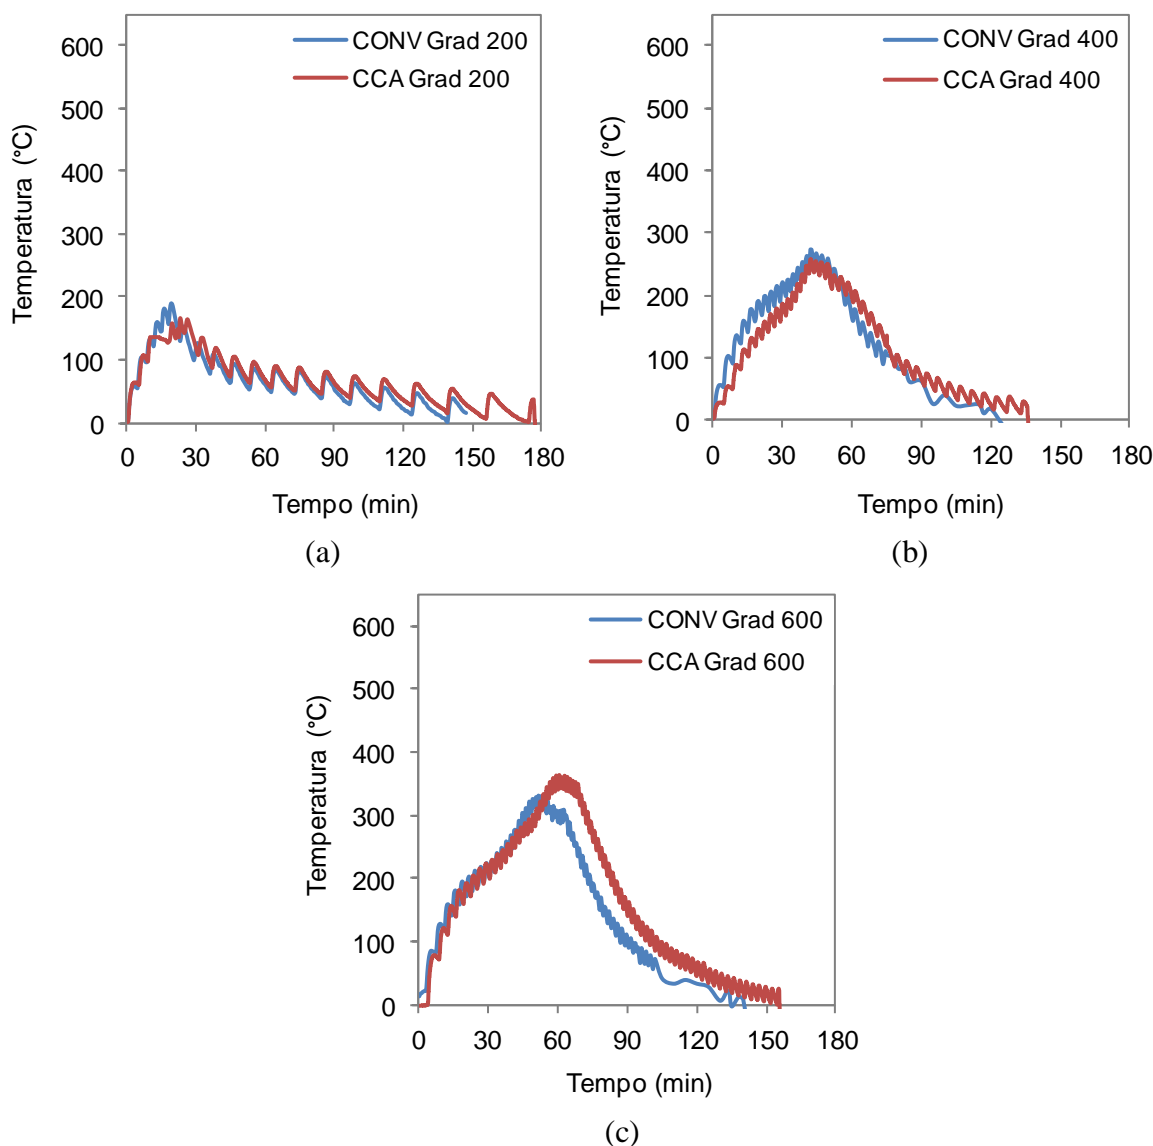 CONV Grad 200
CCA Grad 200
Temperatura (°C)
600
500
400
300
200
100
0
0 30 60 90 120 150 180
Tempo (min)
(a)
CONV Grad 400
CCA Grad 400
Temperatura (°C)
600
500
400
300
200
100
0
0 30 60 90 120 150 180
Tempo (min)
(b)
CONV Grad 600
CCA Grad 600
Temperatura (°C)
600
500
400
300
200
100
0
0 30 60 90 120 150 180
Tempo (min)
(c)